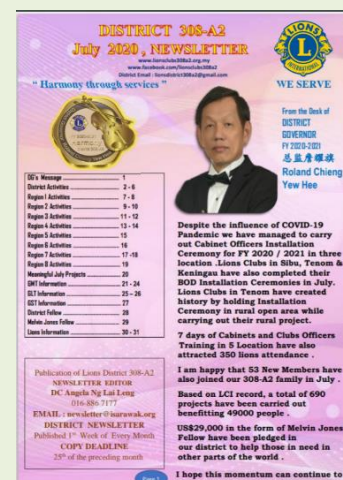 DISTRICT 308-A2
July 2020 , NEWSLETTER
www.lionsclubs308a2.org.my
www.facebook.com/lionsclubs308a2
District Email : lionsdistrict308a2@gmail.com
" Harmony through services "
LIONS
L
INTERNATIONAL
WE SERVE
From the Desk of
DISTRICT
GOVERNOR
FY 2020-2021
Roland Chieng
Yew Hee
DG's Message 1
District Activities 2 - 6
Region 1 Activities 7 - 8
Region 2 Activities 9 - 10
Region 3 Activities 11 - 12
Region 4 Activities 13 - 14
Region 5 Activities 15
Region 6 Activities 16
Region 7 Activities 17 -18
Region 8 Activities 19
Meaningful July Projects 20
GMT Information 21 - 24
GLT Information 25 - 26
GST Information 27
District Fellow 28
Melvin Jones Fellow 29
Lions Information 30 - 31
Publication of Lions District 308-A2
NEWSLETTER EDITOR
DC Angela Ng Lai Leng
016-886 7177
EMAIL : newsletter@isarawak.org
DISTRICT NEWSLETTER
Published 1st Week of Every Month
COPY DEADLINE
25th of the preceding month
Page 1
Despite the influence of COVID-19
Pandemic we have managed to carry
out Cabinet Officers Installation
Ceremony for FY 2020 / 2021 in three
location .Lions Clubs in Sibu, Tenom &
Keningau have also completed their
BOD Installation Ceremonies in July.
Lions Clubs in Tenom have created
history by holding Installation
Ceremony in rural open area while
carrying out their rural project.
7 days of Cabinets and Clubs Officers
Training in 5 Location have also
attracted 350 lions attendance .
I am happy that 53 New Members have
also joined our 308-A2 family in July .
Based on LCI record, a total of 690
projects have been carried out
benefitting 49000 people .
US$29,000 in the form of Melvin Jones
Fellow have been pledged in
our district to help those in need in
other parts of the world .
I hope this momentum can continue to